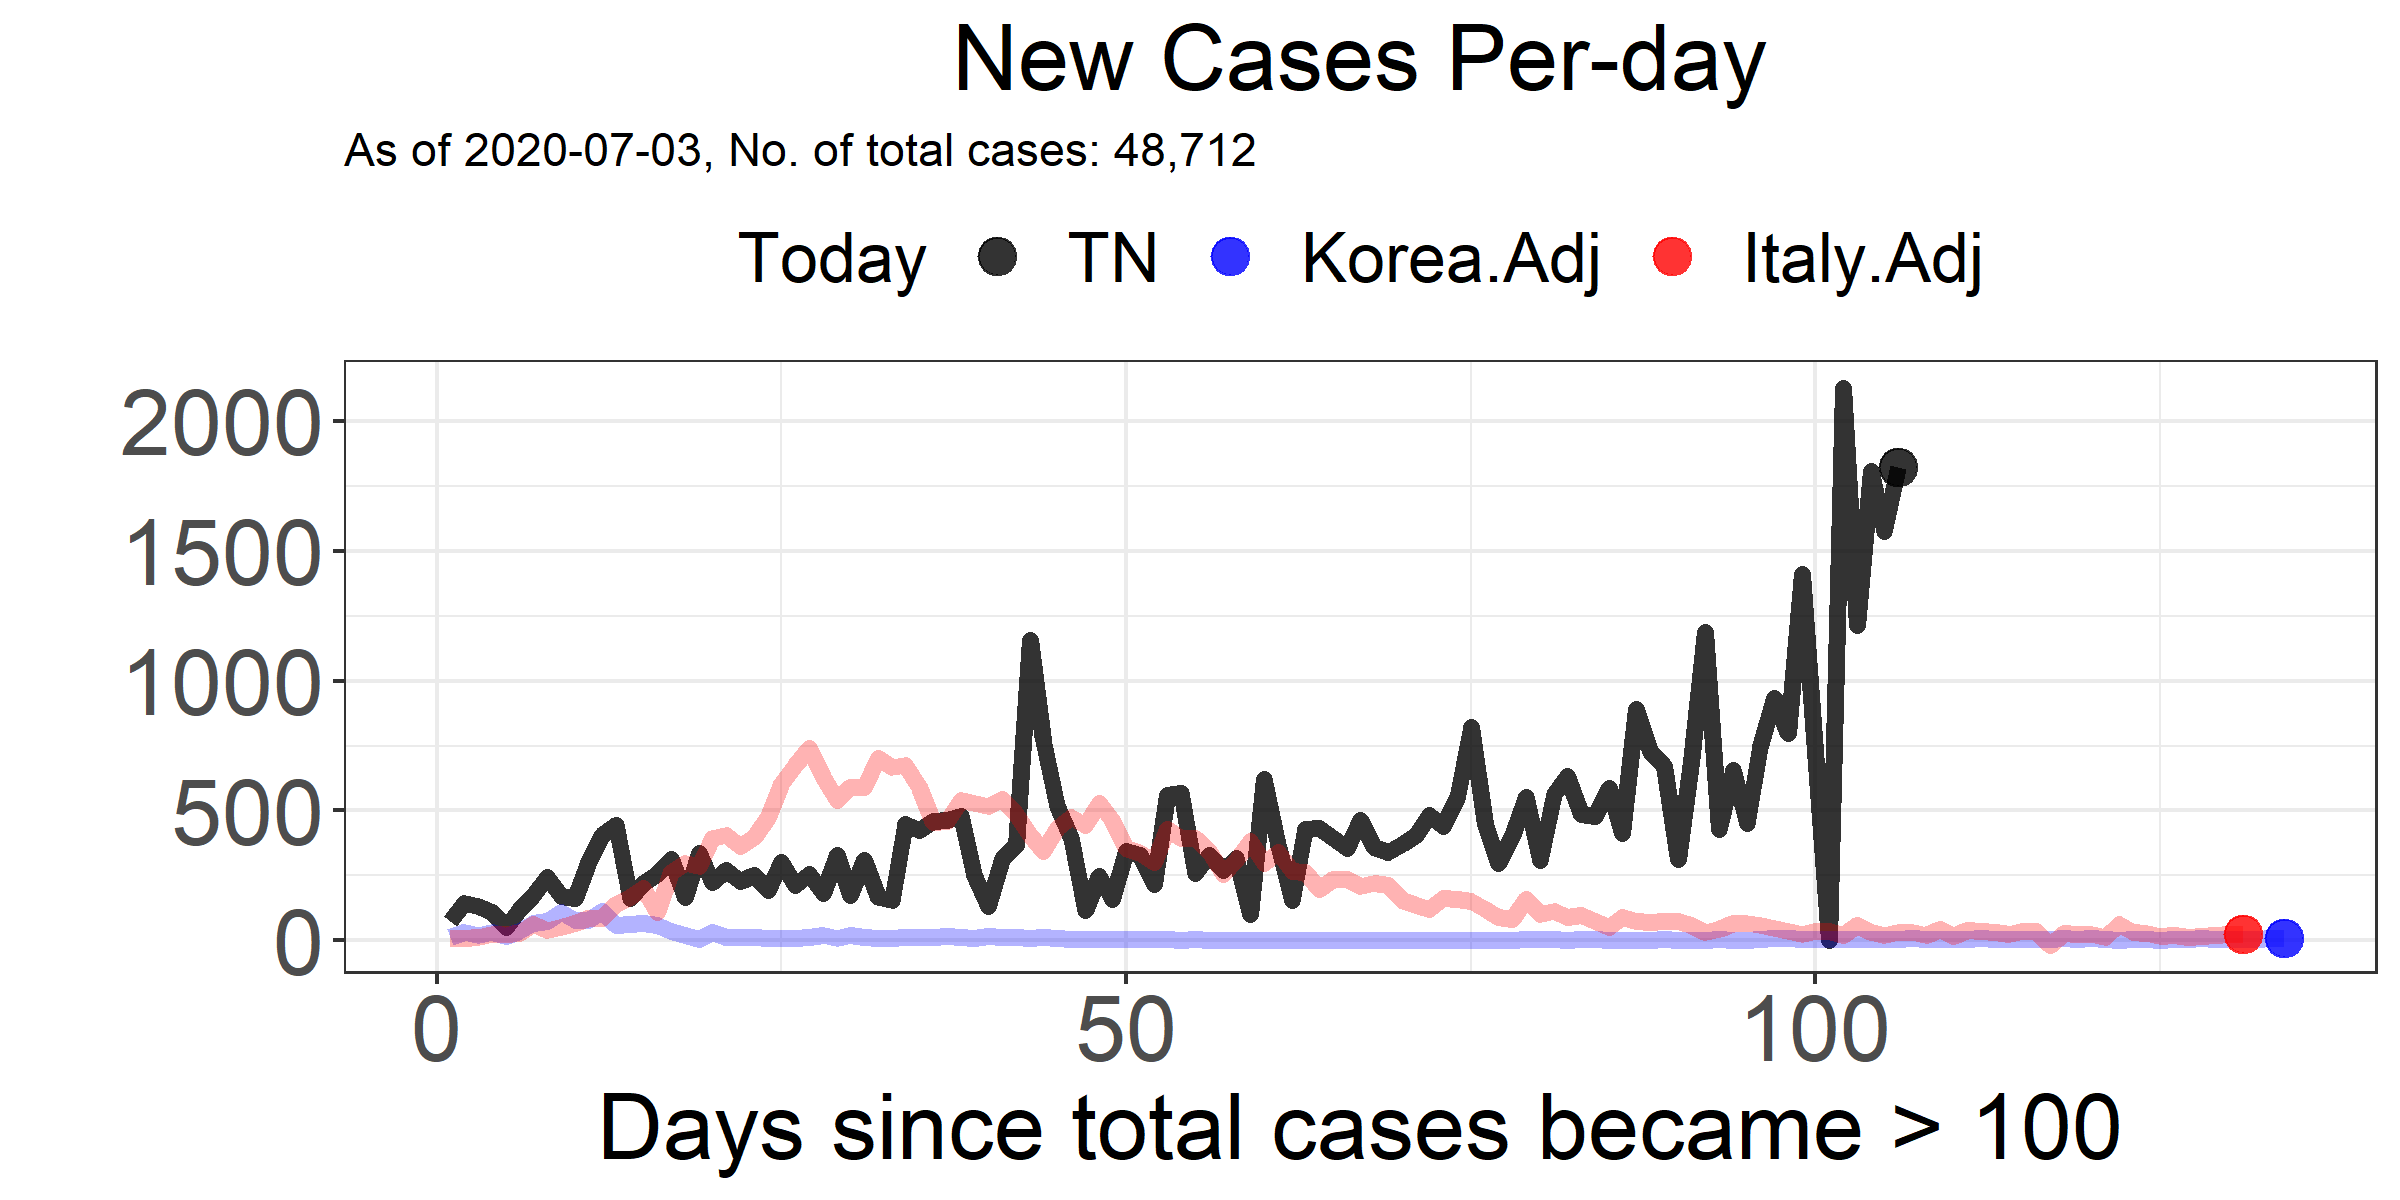 New Cases Per-day
As of 2020-07-03, No. of total cases: 48,712
Today TN Korea.Adj Italy.Adj
2000
1500
1000
500
0
0 50 100
Days since total cases became > 100